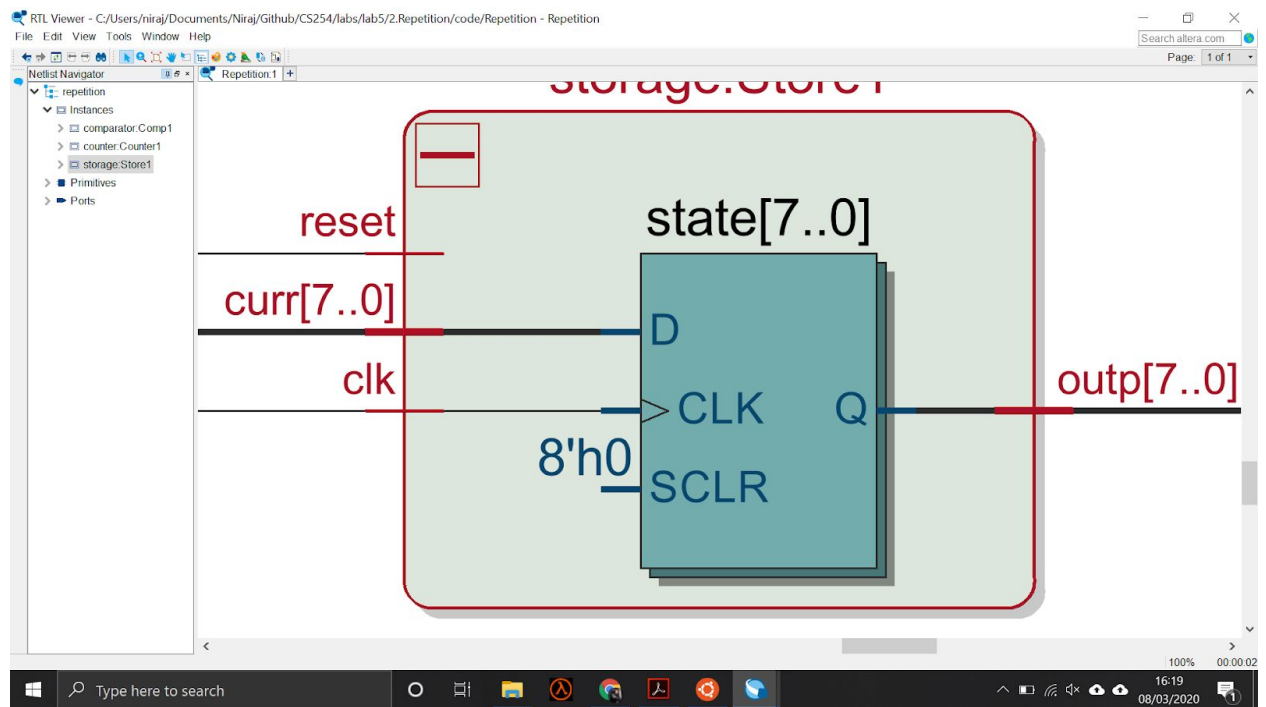 RTL Viewer - C:/Users/niraj/Documents/Niraj/Github/CS254/labs/lab5/2.Repetition/code/Repetition - Repetition
File Edit View Tools Window Help
Search altera.com
Page: 1 of 1
Netlist Navigator
Repetition:1
repetition
Instances
comparator:Comp1
counter:Counter1
storage:Store1
Primitives
Ports
storage:Store1
reset
state[7..0]
curr[7..0]
D
clk
CLK
Q
outp[7..0]
8'h0
SCLR
100% 00:00:02
Type here to search
16:19
08/03/2020
1